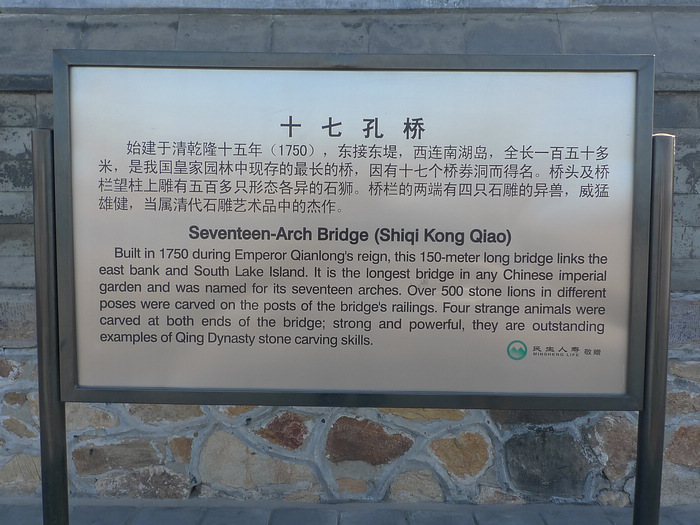 十七孔桥
始建于清乾隆十五年（1750），东接东堤，西连南湖岛，全长一百五十多
米，是我国皇家园林中现存的最长的桥，因有十七个桥券洞而得名。桥头及桥
栏望柱上雕有五百多只形态各异的石狮。桥栏的两端有四只石雕的异兽，威猛
雄健，当属清代石雕艺术品中的杰作。
Seventeen-Arch Bridge (Shiqi Kong Qiao)
Built in 1750 during Emperor Qianlong's reign, this 150-meter long bridge links the
east bank and South Lake Island. It is the longest bridge in any Chinese imperial
garden and was named for its seventeen arches. Over 500 stone lions in different
poses were carved on the posts of the bridge's railings. Four strange animals were
carved at both ends of the bridge; strong and powerful, they are outstanding
examples of Qing Dynasty stone carving skills.
民生人寿 敬赠
MINSHENG LIFE